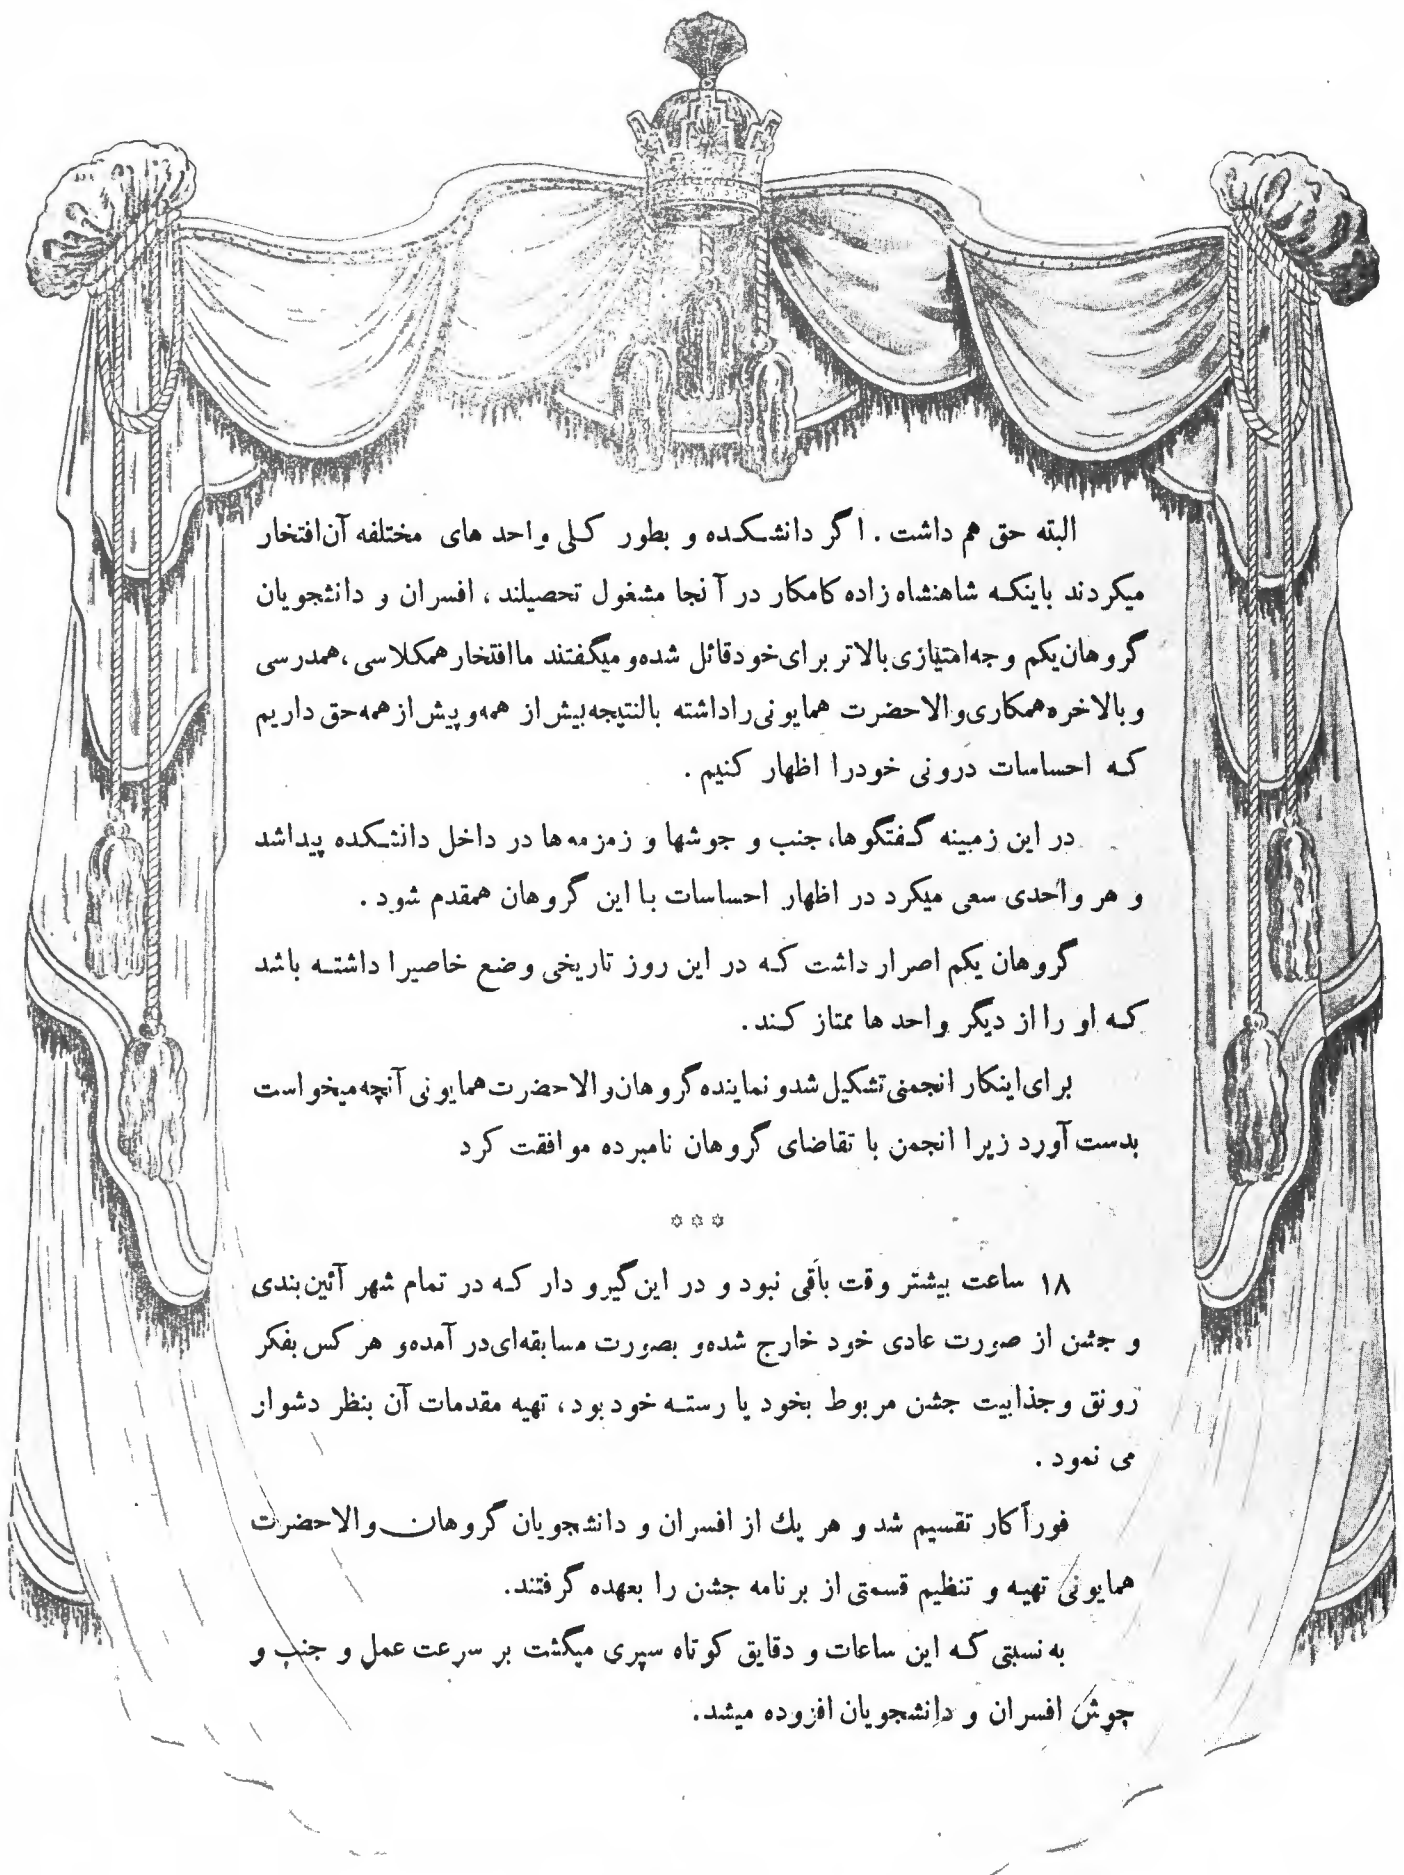 البته حق هم داشت . اگر دانشکده و بطور کلی واحد های مختلفه آن‌افتخار
میکردند باینکه شاهنشاه زاده کامکار در آنجا مشغول تحصیلند ، افسران و دانشجویان
گروهان‌یکم وجه‌امتیازی بالاتر برای خودقائل شده‌و میگفتند ماافتخار همکلاسی ،همدرسی
و بالاخره‌همکاری‌والاحضرت همایونی‌راداشته بالنتیجه‌بیش از همه‌و پیش از همه‌حق داریم
که احساسات درونی خودرا اظهار کنیم .
در این زمینه گفتگوها، جنب و جوشها و زمزمه‌ها در داخل دانشکده پیداشد
و هر واحدی سعی میکرد در اظهار احساسات با این گروهان همقدم شود .
گروهان یکم اصرار داشت که در این روز تاریخی وضع خاصیرا داشته باشد
که او را از دیگر واحد ها ممتاز کند .
برای‌اینکار انجمنی تشکیل شدو نماینده گروهان‌والاحضرت‌همایونی آنچه‌میخواست
بدست آورد زیرا انجمن با تقاضای گروهان نامبرده موافقت کرد
✡ ✡ ✡
۱۸ ساعت بیشتر وقت باقی نبود و در این‌گیرو دار که در تمام شهر آئین‌بندی
و جشن از صورت عادی خود خارج شده‌و بصورت مسابقه‌ای‌در آمده‌و هر کس بفکر
رونق وجذابیت جشن مربوط بخود یا رسته خود بود ، تهیه مقدمات آن بنظر دشوار
می نمود .
فوراًکار تقسیم شد و هر یك از افسران و دانشجویان گروهان والاحضرت
همایونی تهیه و تنظیم قسمتی از برنامه جشن را بعهده گرفتند.
به نسبتی که این ساعات و دقایق کوتاه سپری میگشت بر سرعت عمل و جنب و
جوش افسران و دانشجویان افزوده میشد.